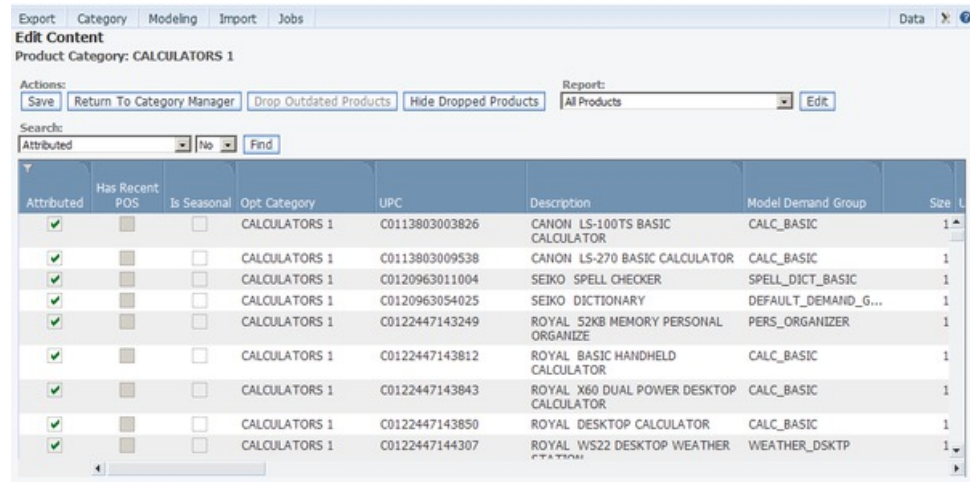 Export Category Modeling Import Jobs Data
Edit Content
Product Category: CALCULATORS 1
Actions: Report:
Save Return To Category Manager Drop Outdated Products Hide Dropped Products All Products Edit
Search:
Attributed No Find
Attributed Has Recent POS Is Seasonal Opt Category UPC Description Model Demand Group Size U
CALCULATORS 1 C0113803003826 CANON LS-100TS BASIC CALC_BASIC 1
CALCULATOR
CALCULATORS 1 C0113803009538 CANON LS-270 BASIC CALCULATOR CALC_BASIC 1
CALCULATORS 1 C0120963011004 SEIKO SPELL CHECKER SPELL_DICT_BASIC 1
CALCULATORS 1 C0120963054025 SEIKO DICTIONARY DEFAULT_DEMAND_G... 1
CALCULATORS 1 C0122447143249 ROYAL 52KB MEMORY PERSONAL PERS_ORGANIZER 1
ORGANIZE
CALCULATORS 1 C0122447143812 ROYAL BASIC HANDHELD CALC_BASIC 1
CALCULATOR
CALCULATORS 1 C0122447143843 ROYAL X60 DUAL POWER DESKTOP CALC_BASIC 1
CALCULATOR
CALCULATORS 1 C0122447143850 ROYAL DESKTOP CALCULATOR CALC_BASIC 1
CALCULATORS 1 C0122447144307 ROYAL WS22 DESKTOP WEATHER WEATHER_DSKTP 1
STATION